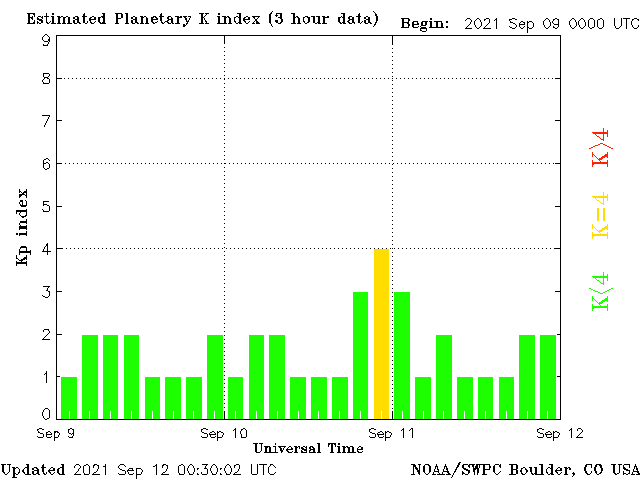 Estimated Planetary K index (3 hour data) Begin: 2021 Sep 09 0000 UTC
9
8
7
6
5
4
3
2
1
0
Kp index
K>4
K=4
K<4
Sep 9 Sep 10 Sep 11 Sep 12
Universal Time
Updated 2021 Sep 12 00:30:02 UTC NOAA/SWPC Boulder, CO USA